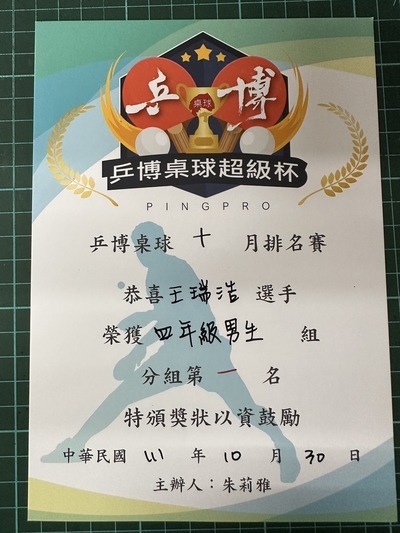 乒 博
桌球
乒博桌球超級杯
PINGPRO
乒博桌球 十 月排名賽
恭喜 王瑞浩 選手
榮獲 四年級男生 組
分組第 一 名
特頒獎狀以資鼓勵
中華民國 111 年 10 月 30 日
主辦人：朱莉雅